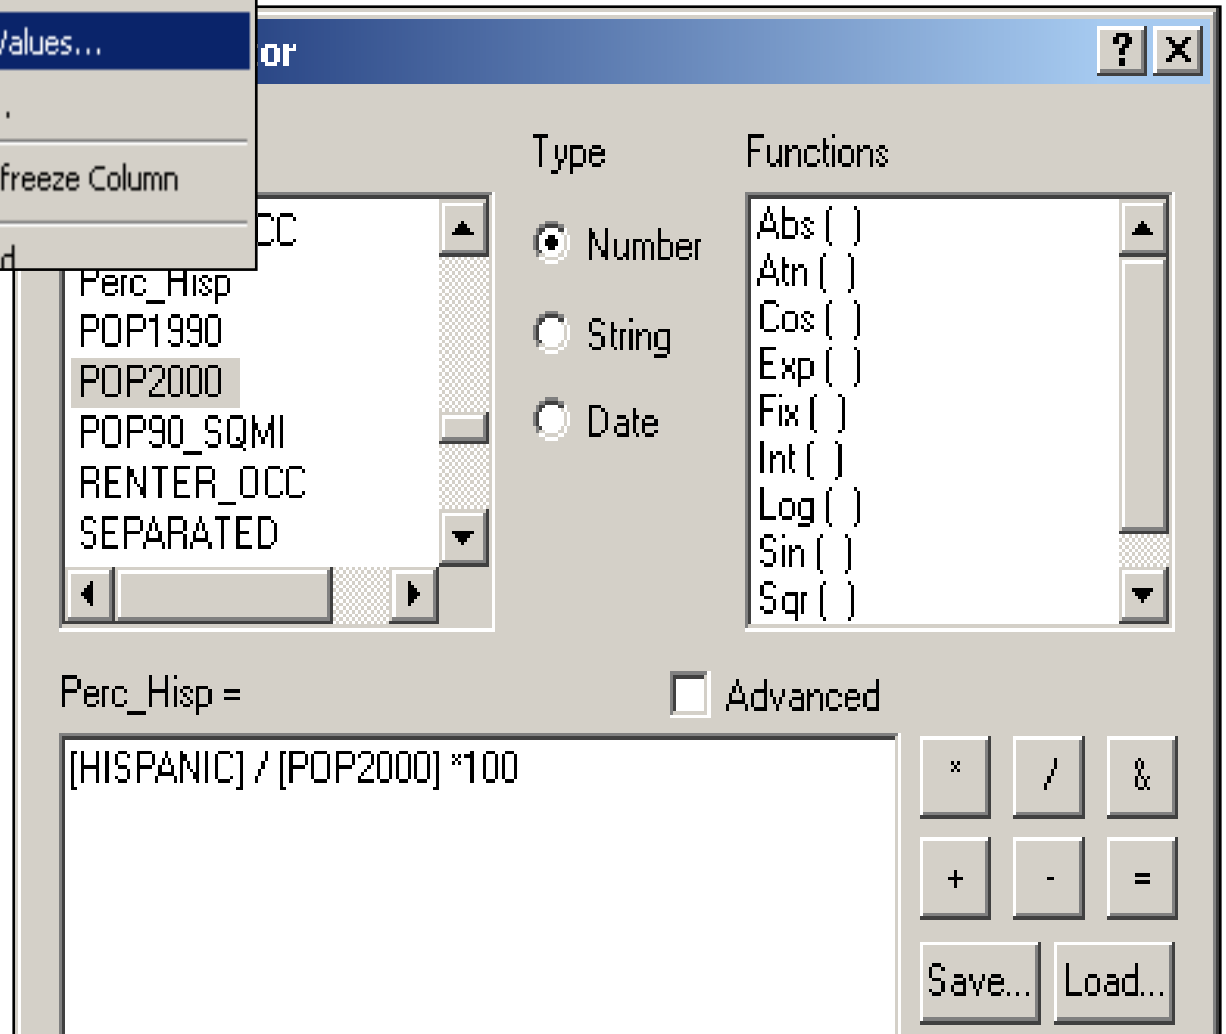 Values...
or
?
X
.
freeze Column
Type
Functions
CC
Perc_Hisp
POP1990
POP2000
POP90_SQMI
RENTER_OCC
SEPARATED
Number
String
Date
Abs ( )
Atn ( )
Cos ( )
Exp ( )
Fix ( )
Int ( )
Log ( )
Sin ( )
Sqr ( )
Perc_Hisp =
Advanced
[HISPANIC] / [POP2000] *100
* / &
+ - =
Save... Load...